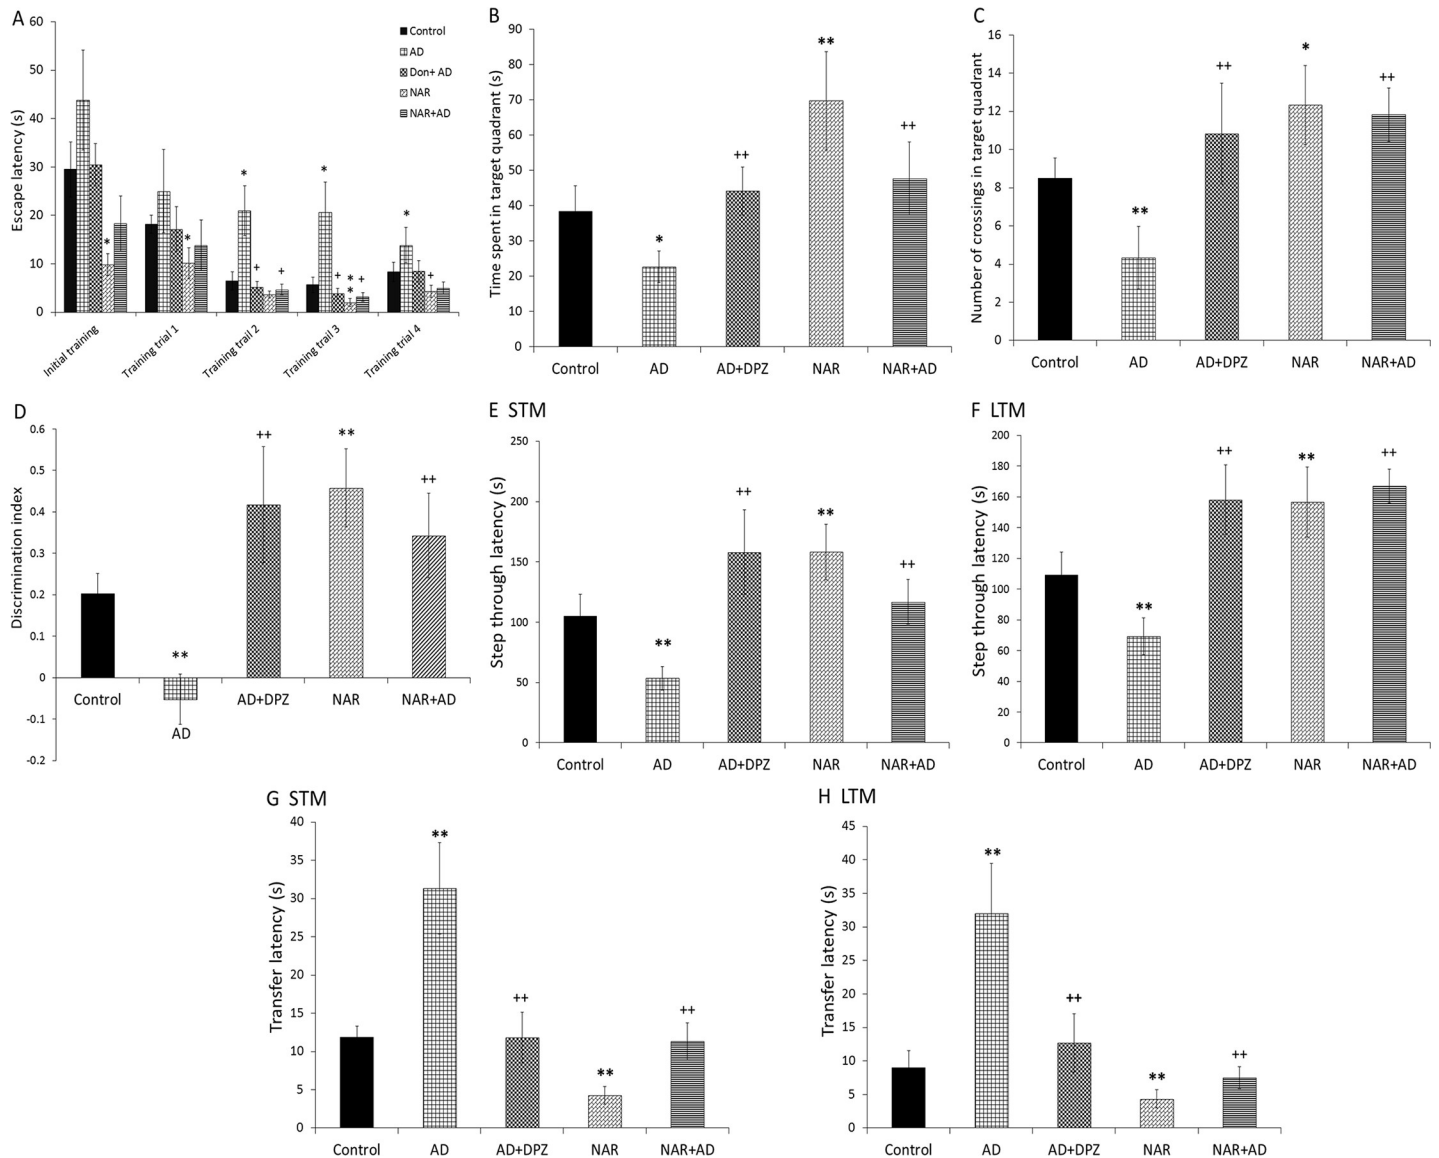 A
Escape latency (s)
60
50
40
30
20
10
0
Control
AD
Don+ AD
NAR
NAR+AD
*
*
*
+
+
*
+
*
*
+
*
+
Initial training
Training trial 1
Training trail 2
Training trail 3
Training trial 4
B
Time spent in target quadrant (s)
90
80
70
60
50
40
30
20
10
0
*
++
**
++
Control
AD
AD+DPZ
NAR
NAR+AD
C
Number of crossings in target quadrant
16
14
12
10
8
6
4
2
0
**
++
*
++
Control
AD
AD+DPZ
NAR
NAR+AD
D
Discrimination index
0.6
0.5
0.4
0.3
0.2
0.1
0
-0.1
-0.2
**
++
**
++
Control
AD
AD+DPZ
NAR
NAR+AD
E STM
Step through latency (s)
250
200
150
100
50
0
**
++
**
++
Control
AD
AD+DPZ
NAR
NAR+AD
F LTM
Step through latency (s)
200
180
160
140
120
100
80
60
40
20
0
**
++
**
++
Control
AD
AD+DPZ
NAR
NAR+AD
G STM
Transfer latency (s)
40
35
30
25
20
15
10
5
0
**
++
**
++
Control
AD
AD+DPZ
NAR
NAR+AD
H LTM
Transfer latency (s)
45
40
35
30
25
20
15
10
5
0
**
++
**
++
Control
AD
AD+DPZ
NAR
NAR+AD